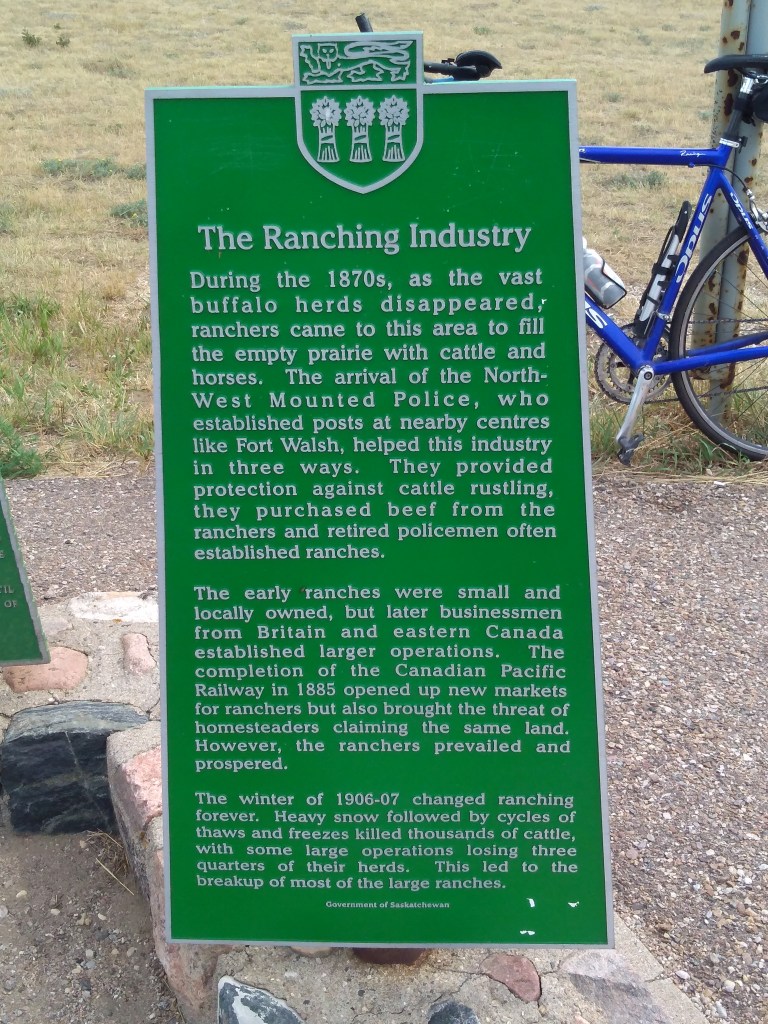 The Ranching Industry
During the 1870s, as the vast
buffalo herds disappeared,
ranchers came to this area to fill
the empty prairie with cattle and
horses. The arrival of the North-
West Mounted Police, who
established posts at nearby centres
like Fort Walsh, helped this industry
in three ways. They provided
protection against cattle rustling,
they purchased beef from the
ranchers and retired policemen often
established ranches.
The early ranches were small and
locally owned, but later businessmen
from Britain and eastern Canada
established larger operations. The
completion of the Canadian Pacific
Railway in 1885 opened up new markets
for ranchers but also brought the threat of
homesteaders claiming the same land.
However, the ranchers prevailed and
prospered.
The winter of 1906-07 changed ranching
forever. Heavy snow followed by cycles of
thaws and freezes killed thousands of cattle,
with some large operations losing three
quarters of their herds. This led to the
breakup of most of the large ranches.
Government of Saskatchewan
OPUS
OPUS
OF